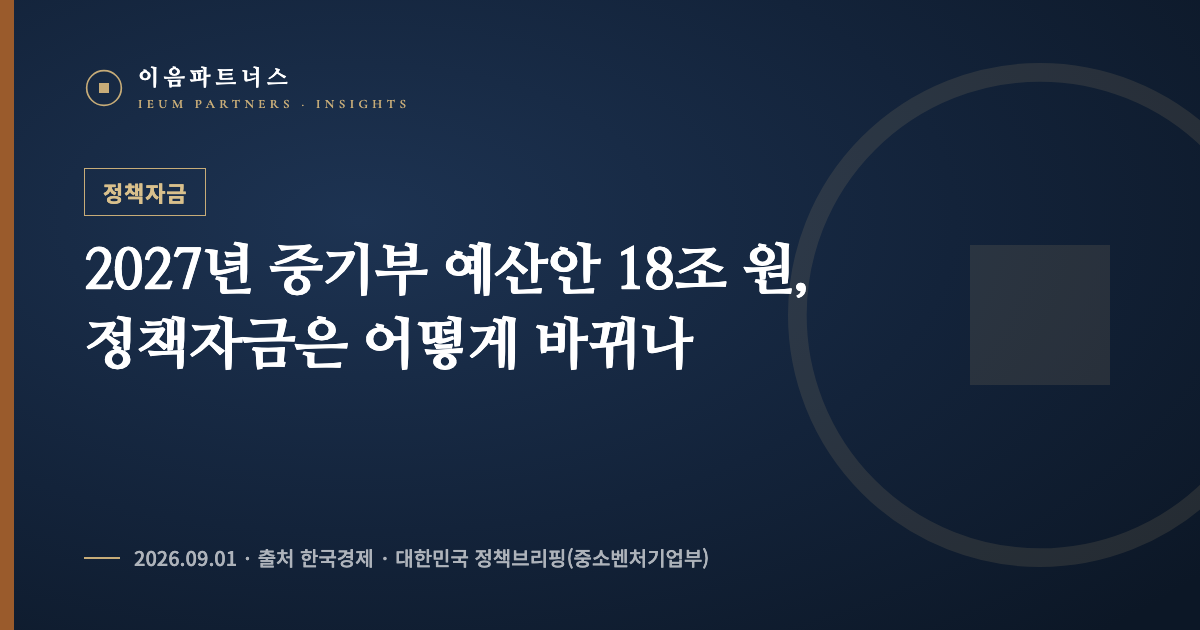 이음파트너스
IEUM PARTNERS · INSIGHTS
정책자금
2027년 중기부 예산안 18조 원,
정책자금은 어떻게 바뀌나
2026.09.01 · 출처 한국경제 · 대한민국 정책브리핑(중소벤처기업부)